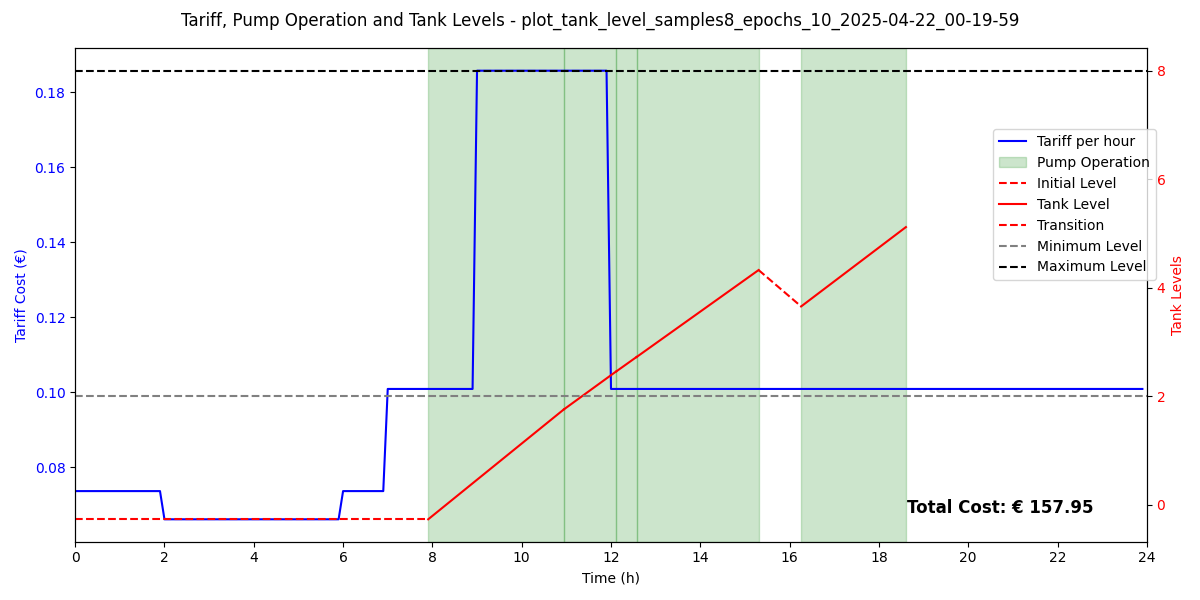 Tariff, Pump Operation and Tank Levels - plot_tank_level_samples8_epochs_10_2025-04-22_00-19-59
Tariff Cost (€)
0.18
0.16
0.14
0.12
0.10
0.08
8
6
4
2
0
Tank Levels
Tariff per hour
Pump Operation
Initial Level
Tank Level
Transition
Minimum Level
Maximum Level
Total Cost: € 157.95
0 2 4 6 8 10 12 14 16 18 20 22 24
Time (h)